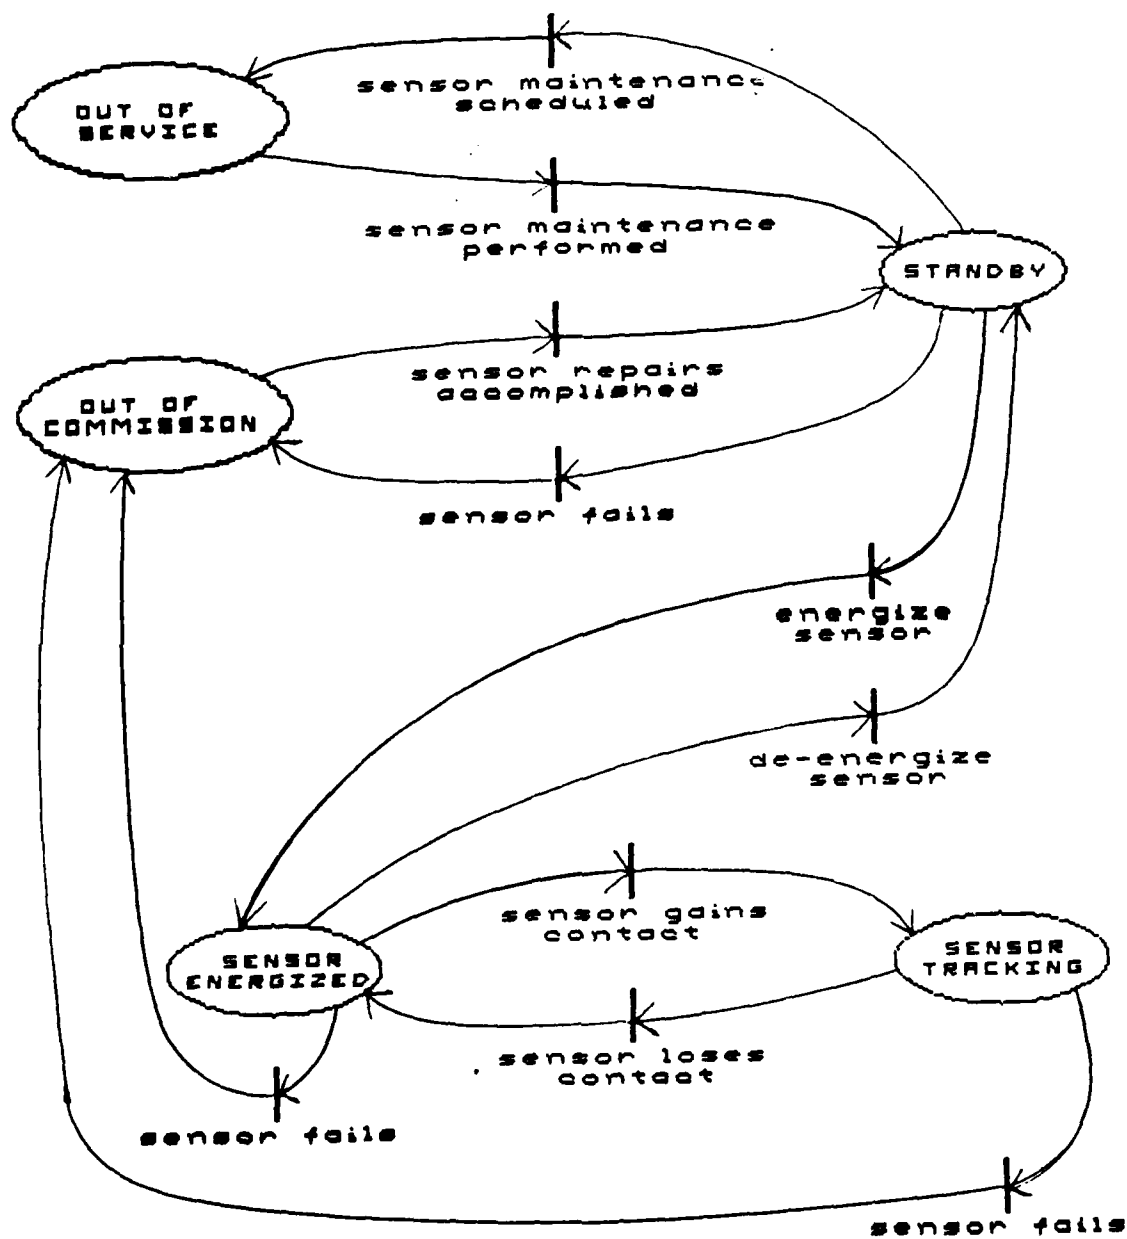 sensor maintenance
scheduled
OUT OF
SERVICE
sensor maintenance
performed
STANDBY
sensor repairs
accomplished
OUT OF
COMMISSION
sensor fails
energize
sensor
de-energize
sensor
sensor gains
contact
SENSOR
ENERGIZED
SENSOR
TRACKING
sensor loses
contact
sensor fails
sensor fails